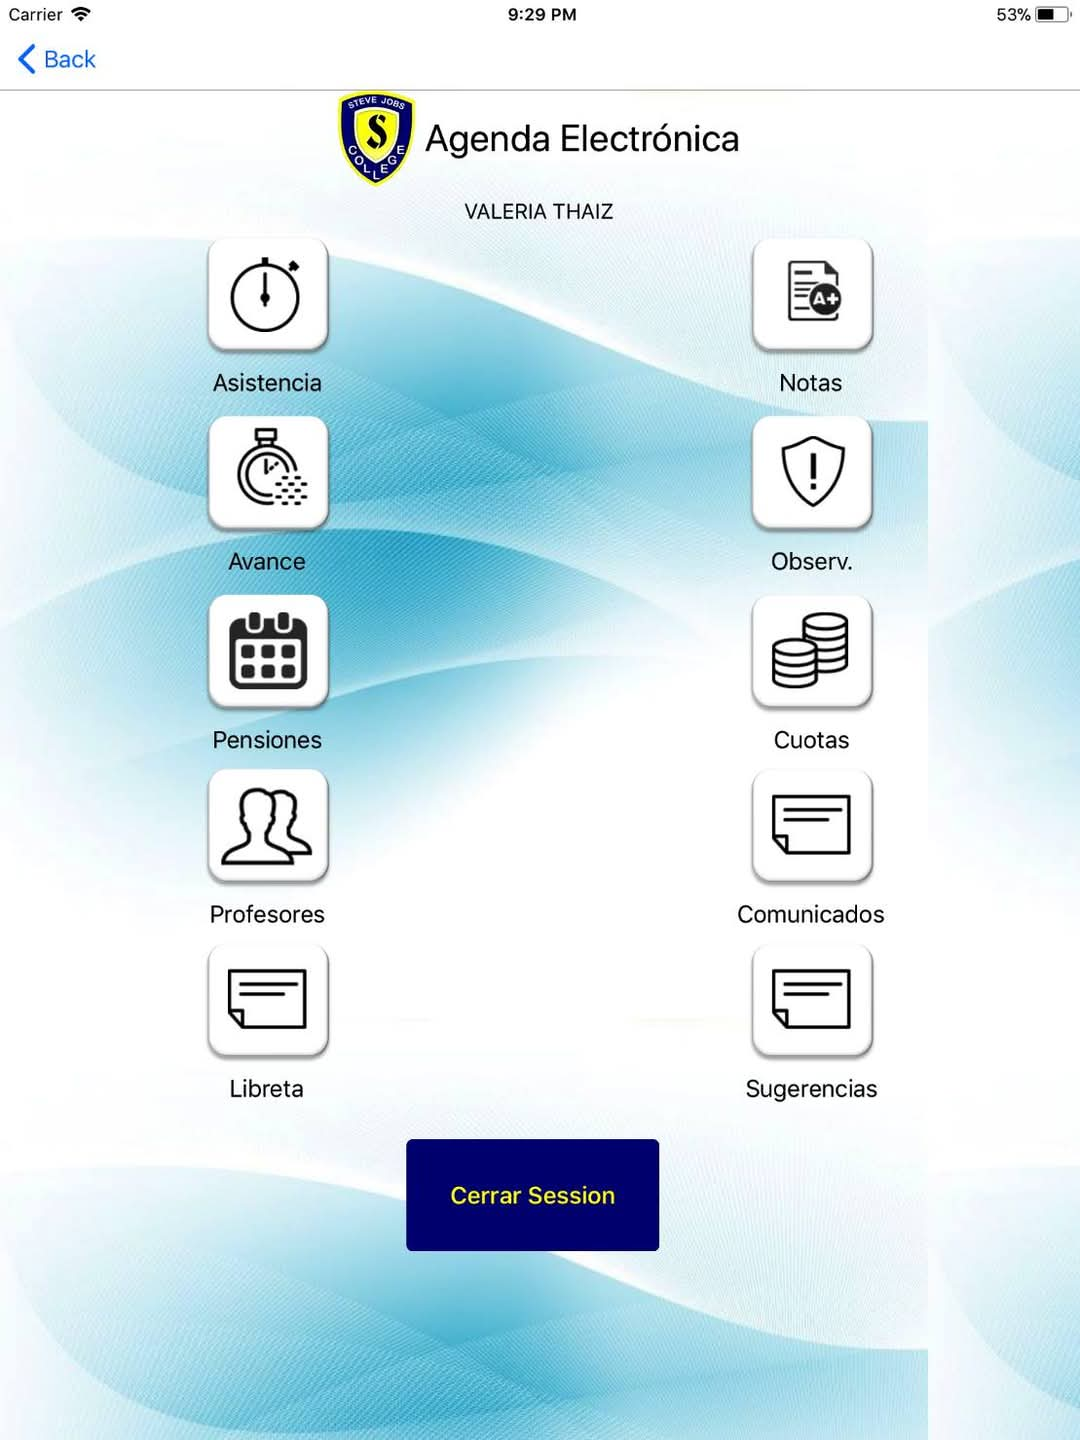 Carrier 9:29 PM 53%
Back
STEVE JOBS
S
COLLEGE
Agenda Electrónica
VALERIA THAIZ
Asistencia
A+
Notas
Avance
Observ.
Pensiones
Cuotas
Profesores
Comunicados
Libreta
Sugerencias
Cerrar Session